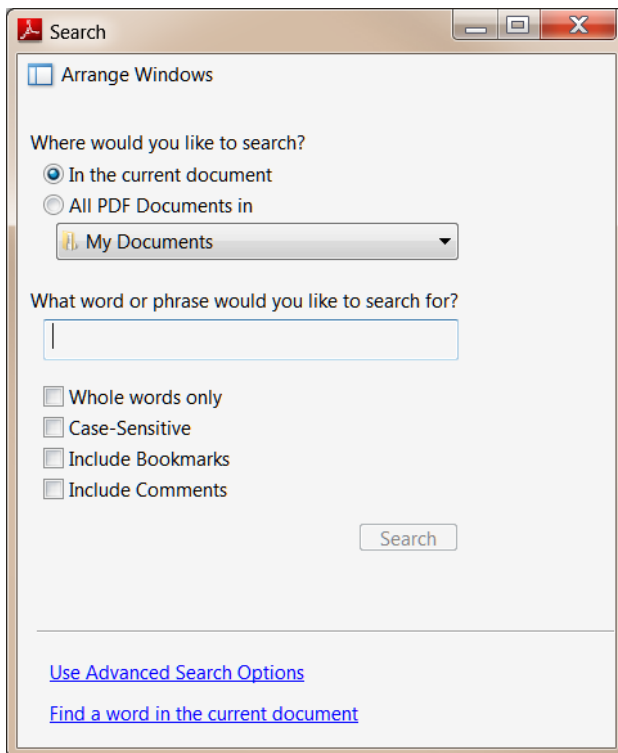 Search
Arrange Windows
Where would you like to search?
In the current document
All PDF Documents in
My Documents
What word or phrase would you like to search for?
Whole words only
Case-Sensitive
Include Bookmarks
Include Comments
Search
Use Advanced Search Options
Find a word in the current document